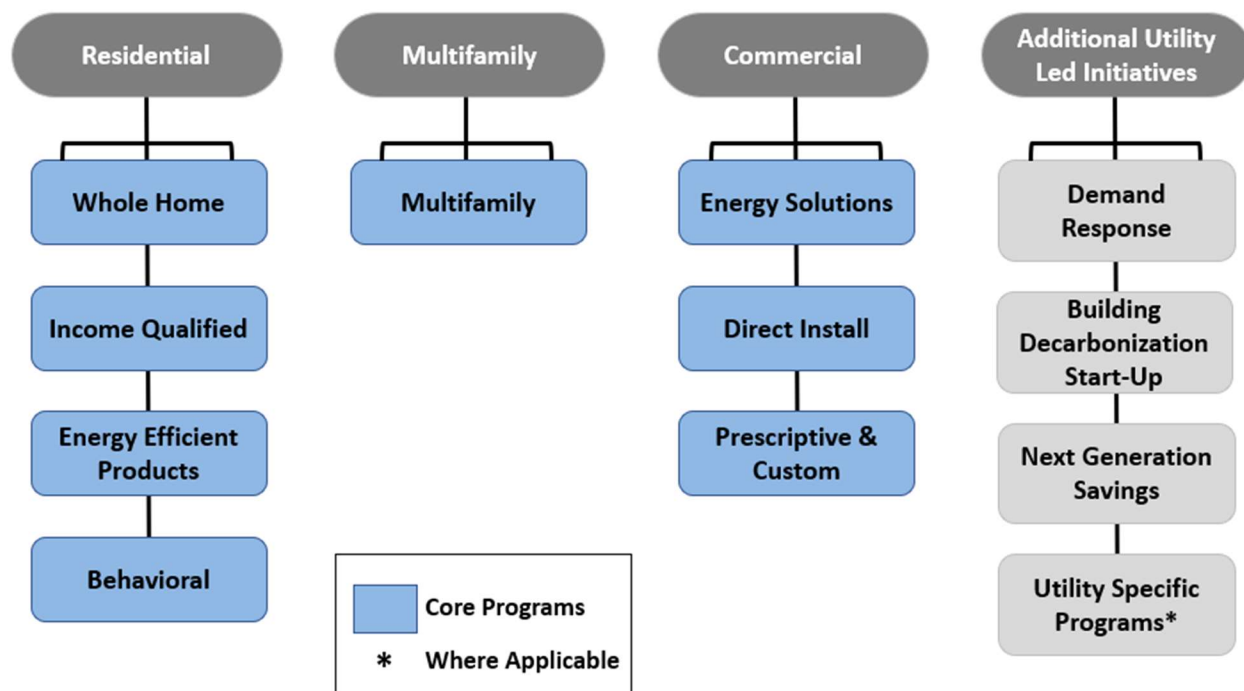 Residential
Whole Home
Income Qualified
Energy Efficient
Products
Behavioral
Multifamily
Multifamily
Commercial
Energy Solutions
Direct Install
Prescriptive &
Custom
Additional Utility
Led Initiatives
Demand
Response
Building
Decarbonization
Start-Up
Next Generation
Savings
Utility Specific
Programs*
Core Programs
* Where Applicable